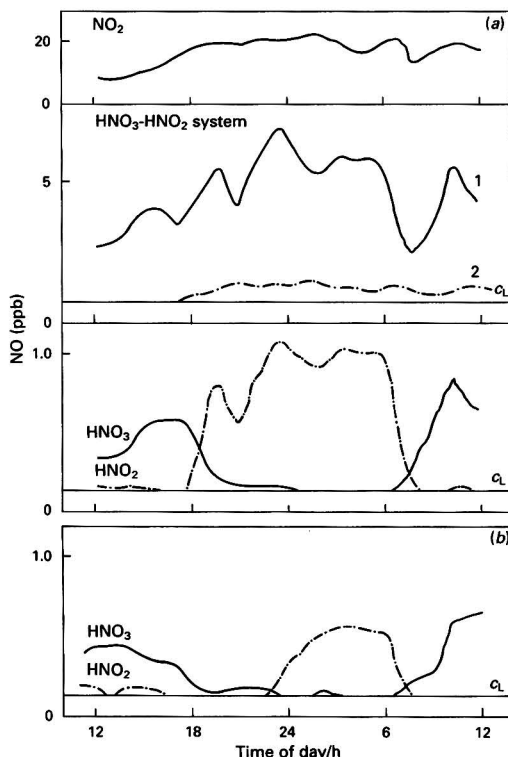 NO2 (a)
20
0
HNO3-HNO2 system
5
1
2
cL
0
NO (ppb)
1.0
HNO3
HNO2
cL
0
(b)
1.0
HNO3
HNO2
cL
0
12 18 24 6 12
Time of day/h